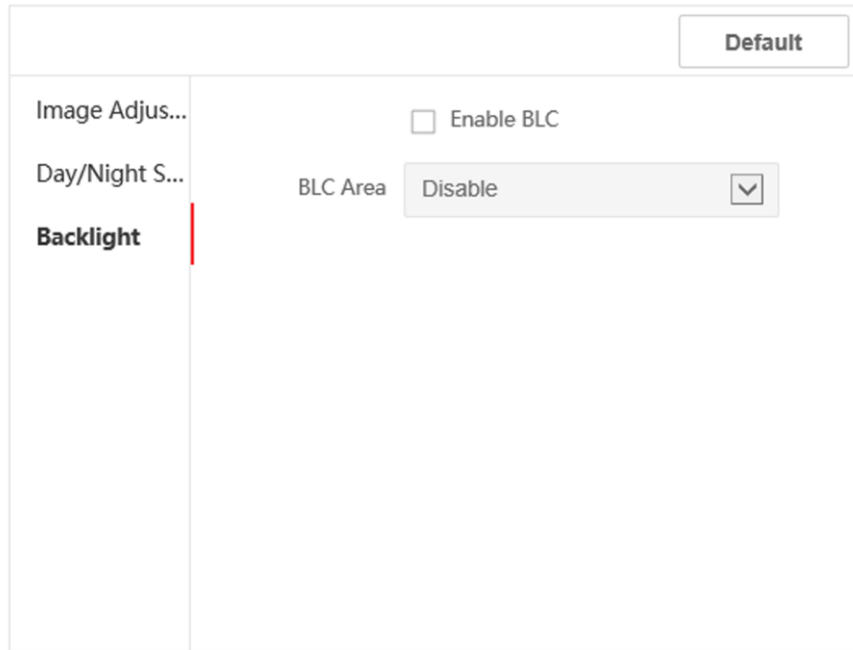 Default
Image Adjus...
Day/Night S...
Backlight
Enable BLC
BLC Area
Disable